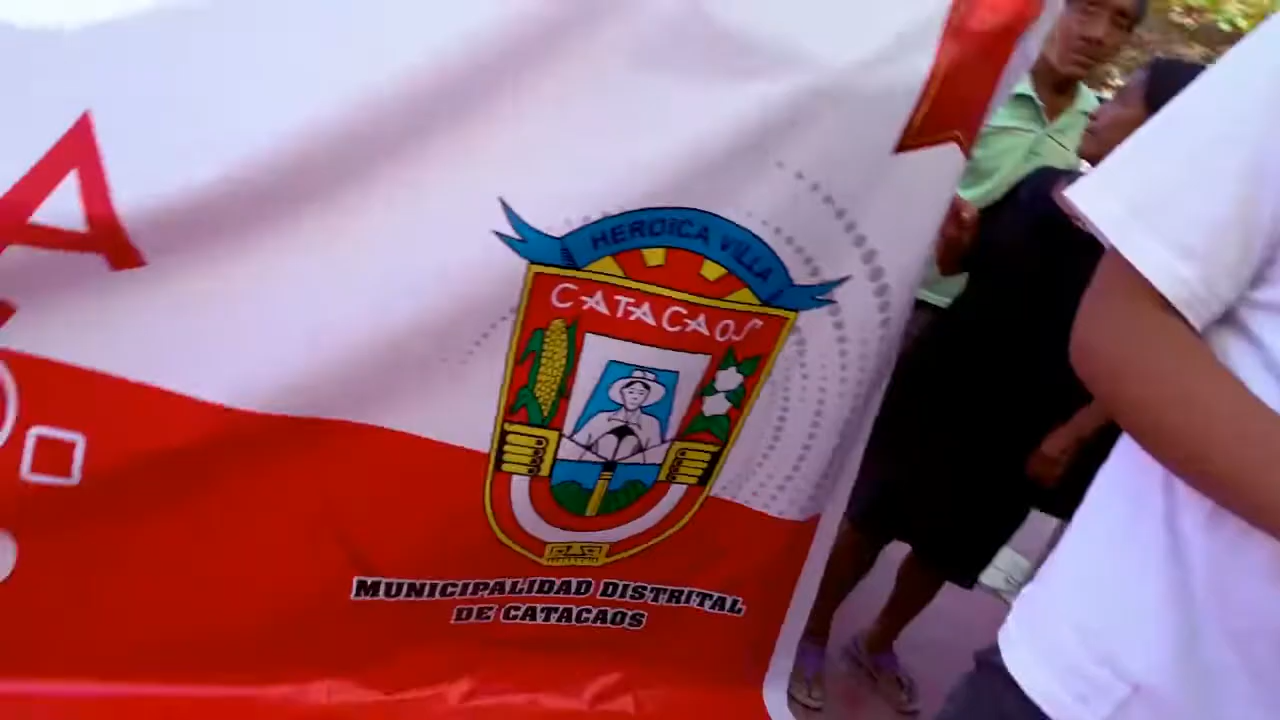 A
HEROICA VILLA
CATACAOS
MUNICIPALIDAD DISTRITAL
DE CATACAOS